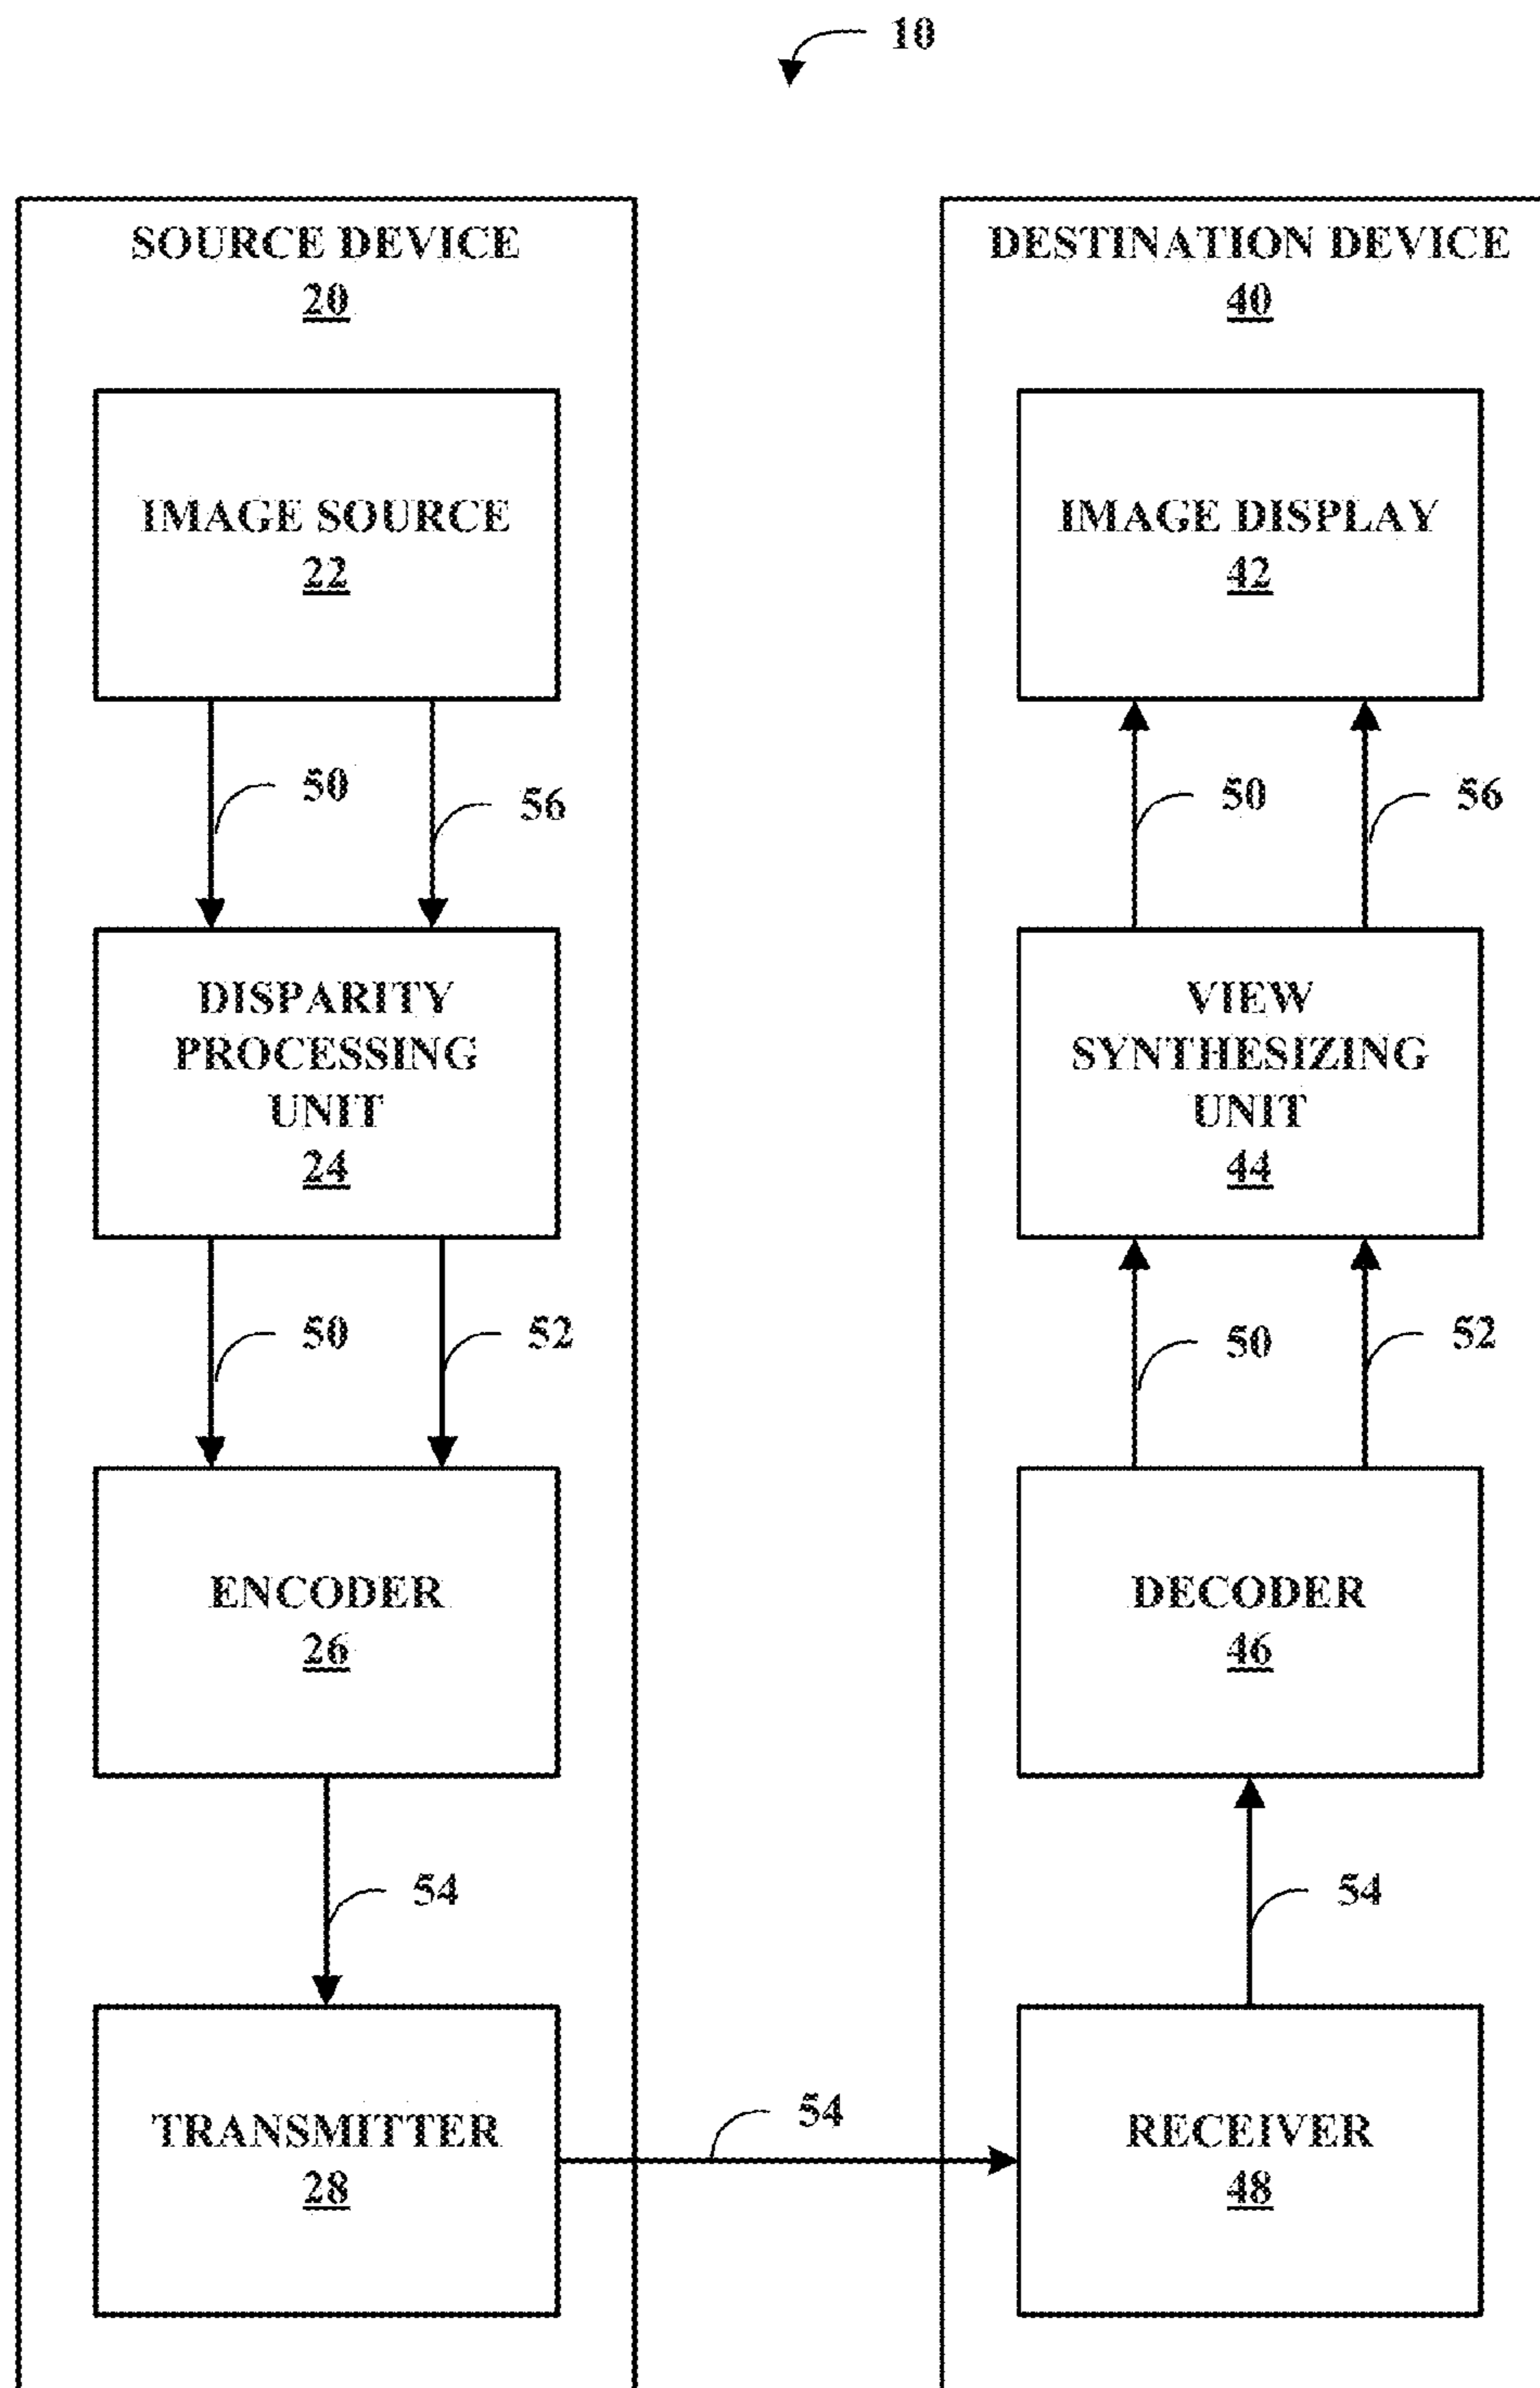 10
SOURCE DEVICE
20
IMAGE SOURCE
22
50
56
DISPARITY
PROCESSING
UNIT
24
50
52
ENCODER
26
54
TRANSMITTER
28
54
DESTINATION DEVICE
40
IMAGE DISPLAY
42
50
56
VIEW
SYNTHESIZING
UNIT
44
50
52
DECODER
46
54
RECEIVER
48